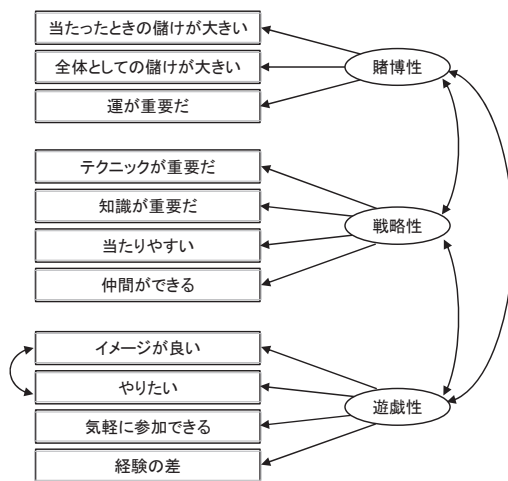 当たったときの儲けが大きい
全体としての儲けが大きい
賭博性
運が重要だ
テクニックが重要だ
知識が重要だ
戦略性
当たりやすい
仲間ができる
イメージが良い
やりたい
遊戯性
気軽に参加できる
経験の差